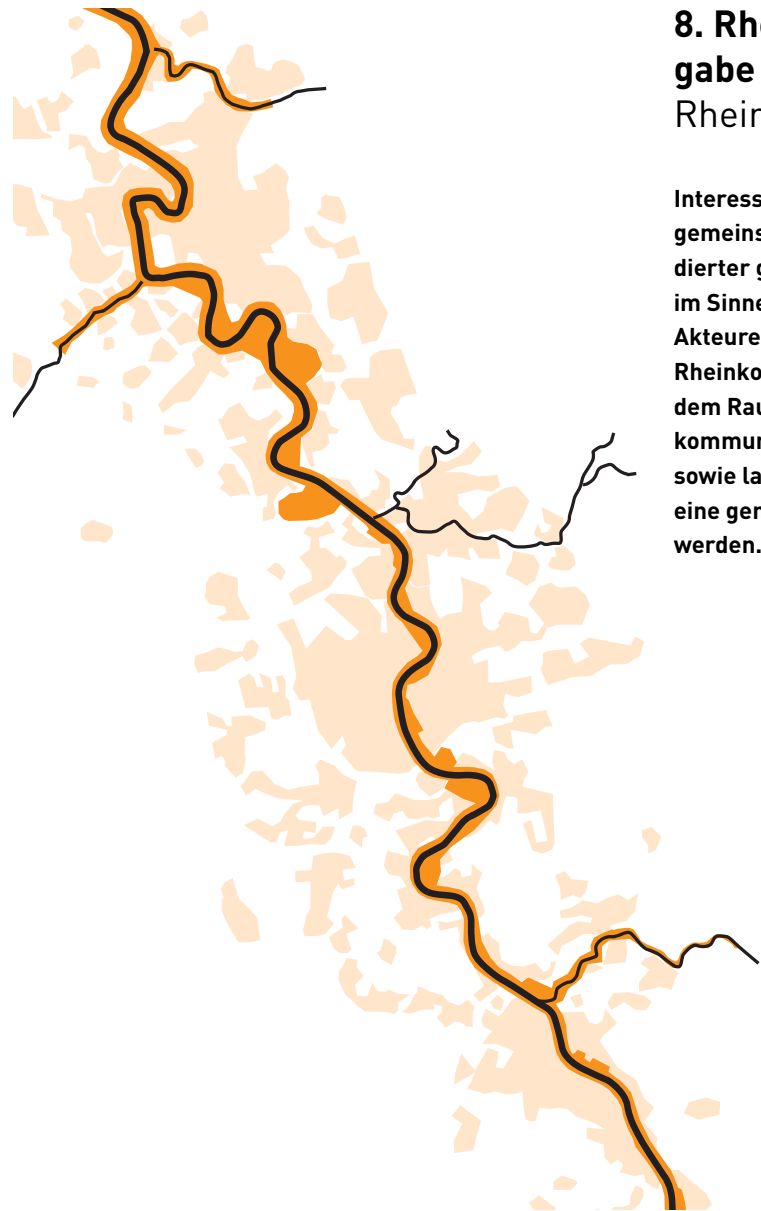 8. Rh
gabe
Rhein
Interess
gemeins
dierter g
im Sinne
Akteure
Rheinko
dem Rau
kommun
sowie la
eine ger
werden.